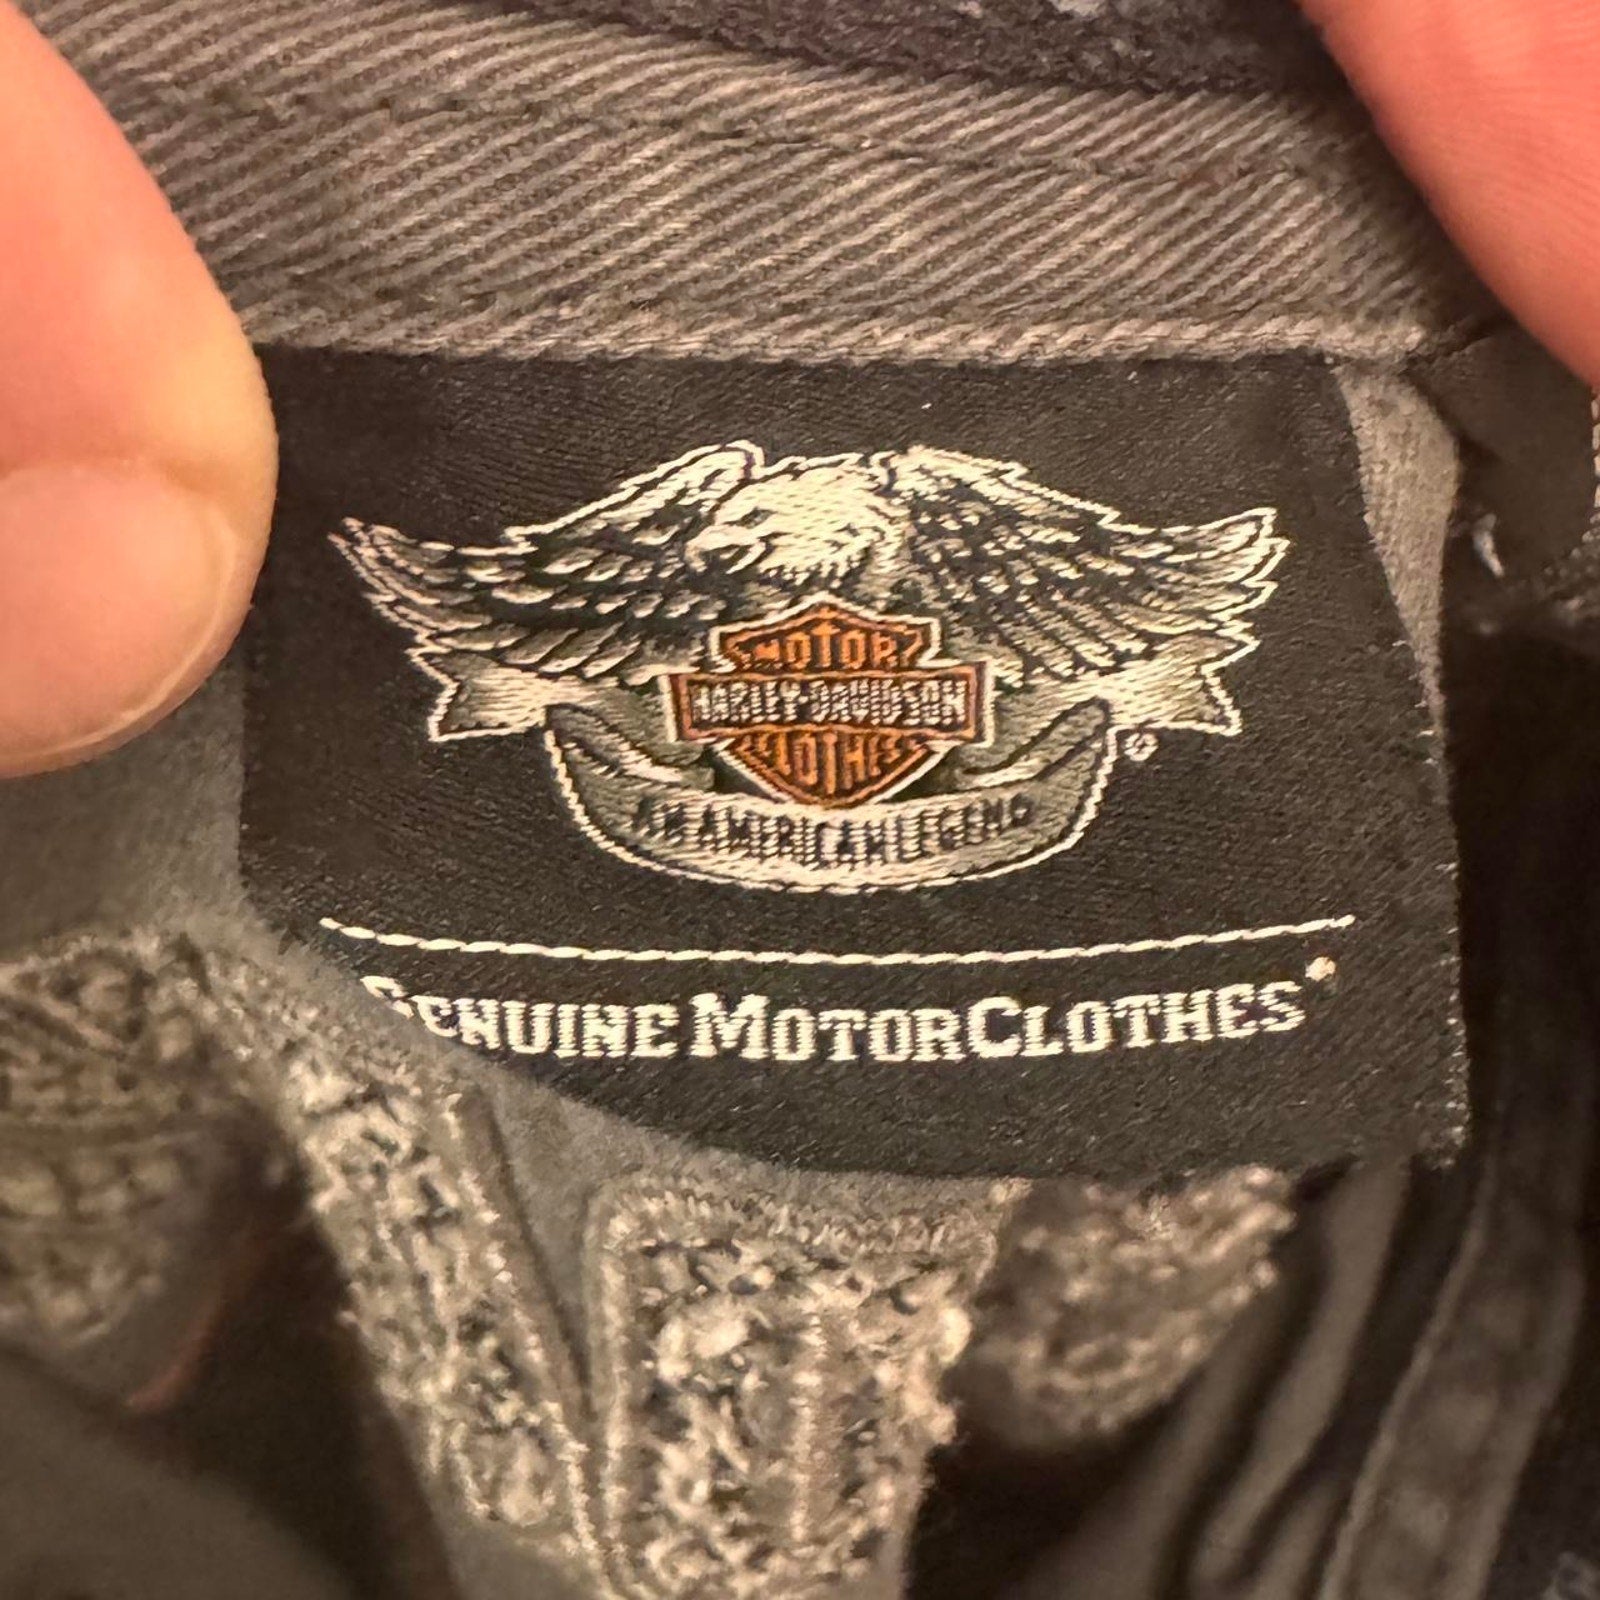 MOTOR
HARLEY-DAVIDSON
CLOTHES
AN AMERICAN LEGEND
®
GENUINE MOTORCLOTHES